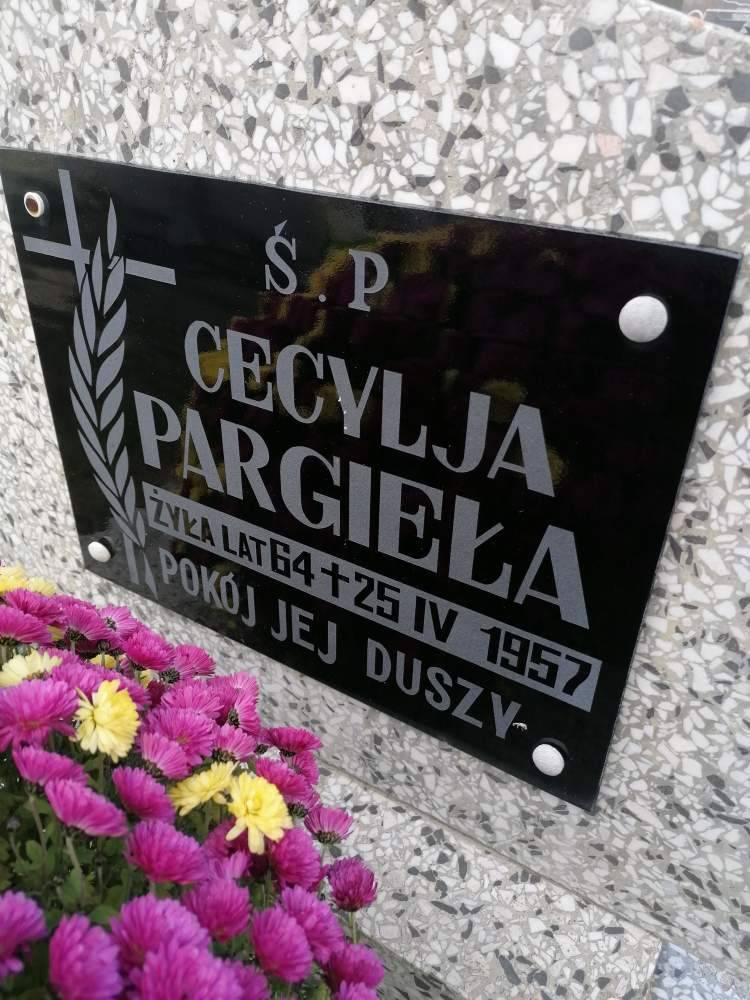 Ś.P
CECYLJA
PARGIEŁA
ŻYŁA LAT 64 † 25 IV 1957
POKÓJ JEJ DUSZY